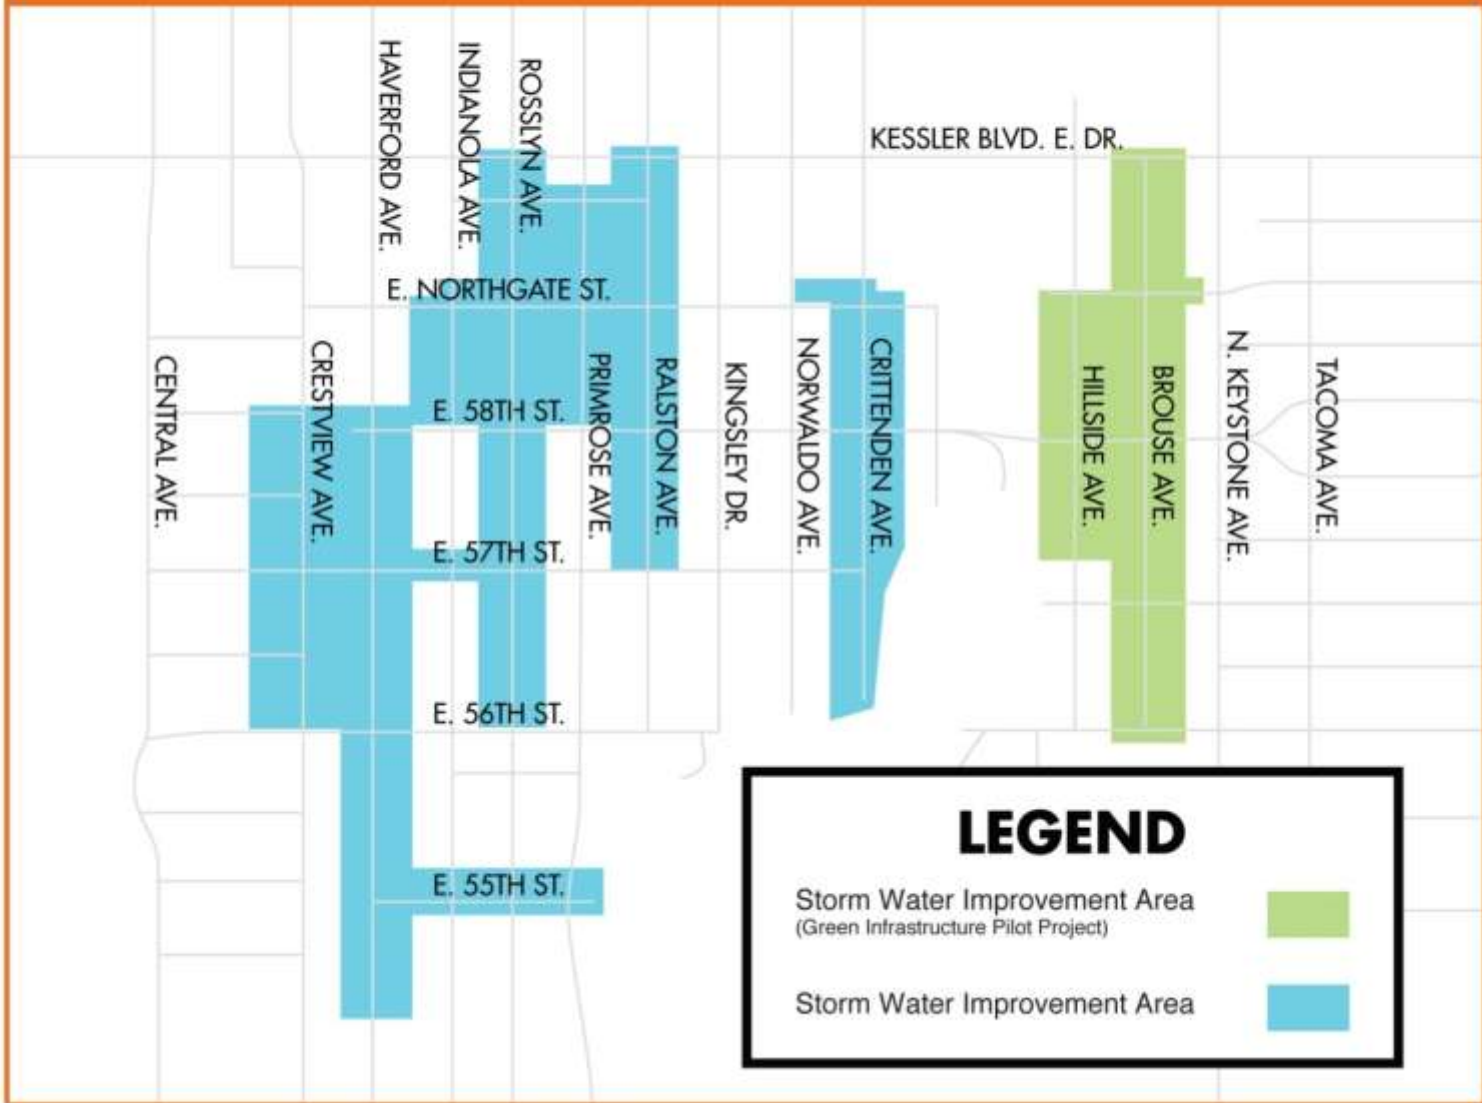 HAVERFORD AVE.
INDIANOLA AVE.
ROSSLYN AVE.
KESSLER BLVD. E. DR.
E. NORTHGATE ST.
CENTRAL AVE.
CRESTVIEW AVE.
E. 58TH ST.
PRIMROSE AVE.
RALSTON AVE.
KINGSLEY DR.
NORWALDO AVE.
CRITTENDEN AVE.
HILLSIDE AVE.
BROUSE AVE.
N. KEYSTONE AVE.
TACOMA AVE.
E. 57TH ST.
E. 56TH ST.
E. 55TH ST.
LEGEND
Storm Water Improvement Area
(Green Infrastructure Pilot Project)
Storm Water Improvement Area